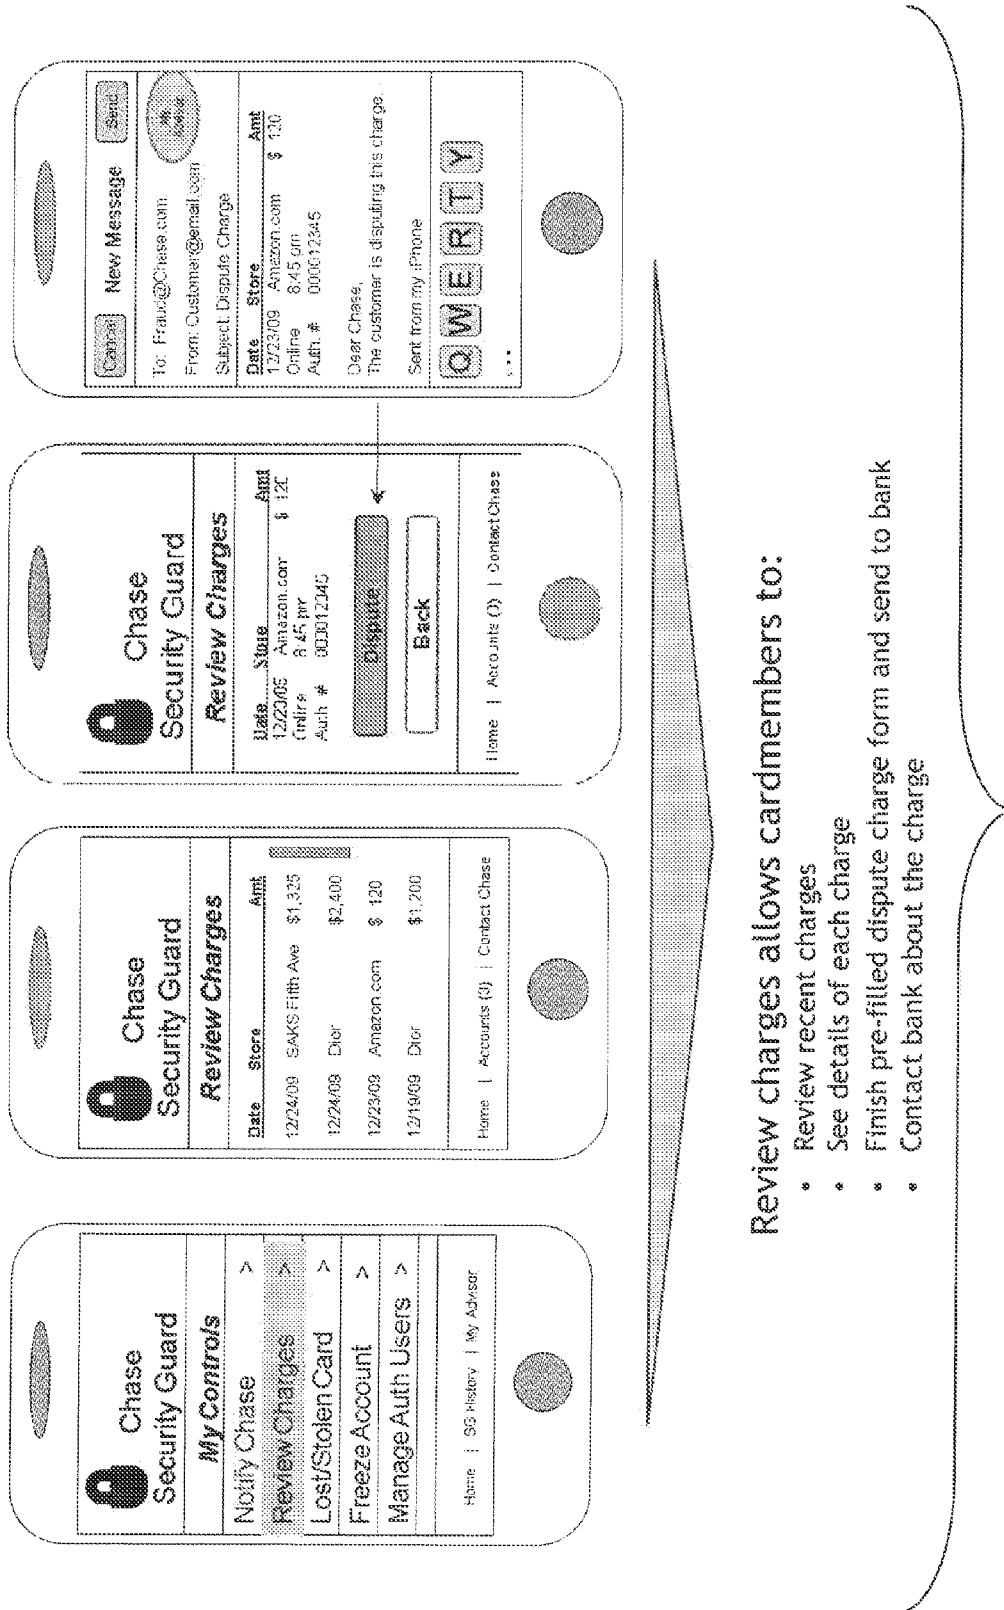 Chase
Security Guard
My Controls
Notify Chase >
Review Charges >
Lost/Stolen Card >
Freeze Account >
Manage Auth Users >
Home | SG History | My Advisor
Chase
Security Guard
Review Charges
Date Store Amt
12/24/09 SAKS Fifth Ave $1,325
12/24/09 Dior $2,400
12/23/09 Amazon.com $ 120
12/19/09 Dior $1,200
Home | Accounts (3) | Contact Chase
Chase
Security Guard
Review Charges
Date Store Amt
Amazon.com
Online 8:45 pm
Auth. # 000012345
Dispute
Back
Home | Accounts (3) | Contact Chase
Cancel New Message Send
To: Fraud@Chase.com
From: Customer@email.com
Subject: Dispute Charge
Date Store Amt
12/23/09 Amazon.com $ 120
Online 8:45 pm
Auth. # 000012345
Dear Chase,
The customer is disputing this charge...
Sent from my iPhone
Q W E R T Y
...
Review charges allows cardmembers to:
• Review recent charges
• See details of each charge
• Finish pre-filled dispute charge form and send to bank
• Contact bank about the charge